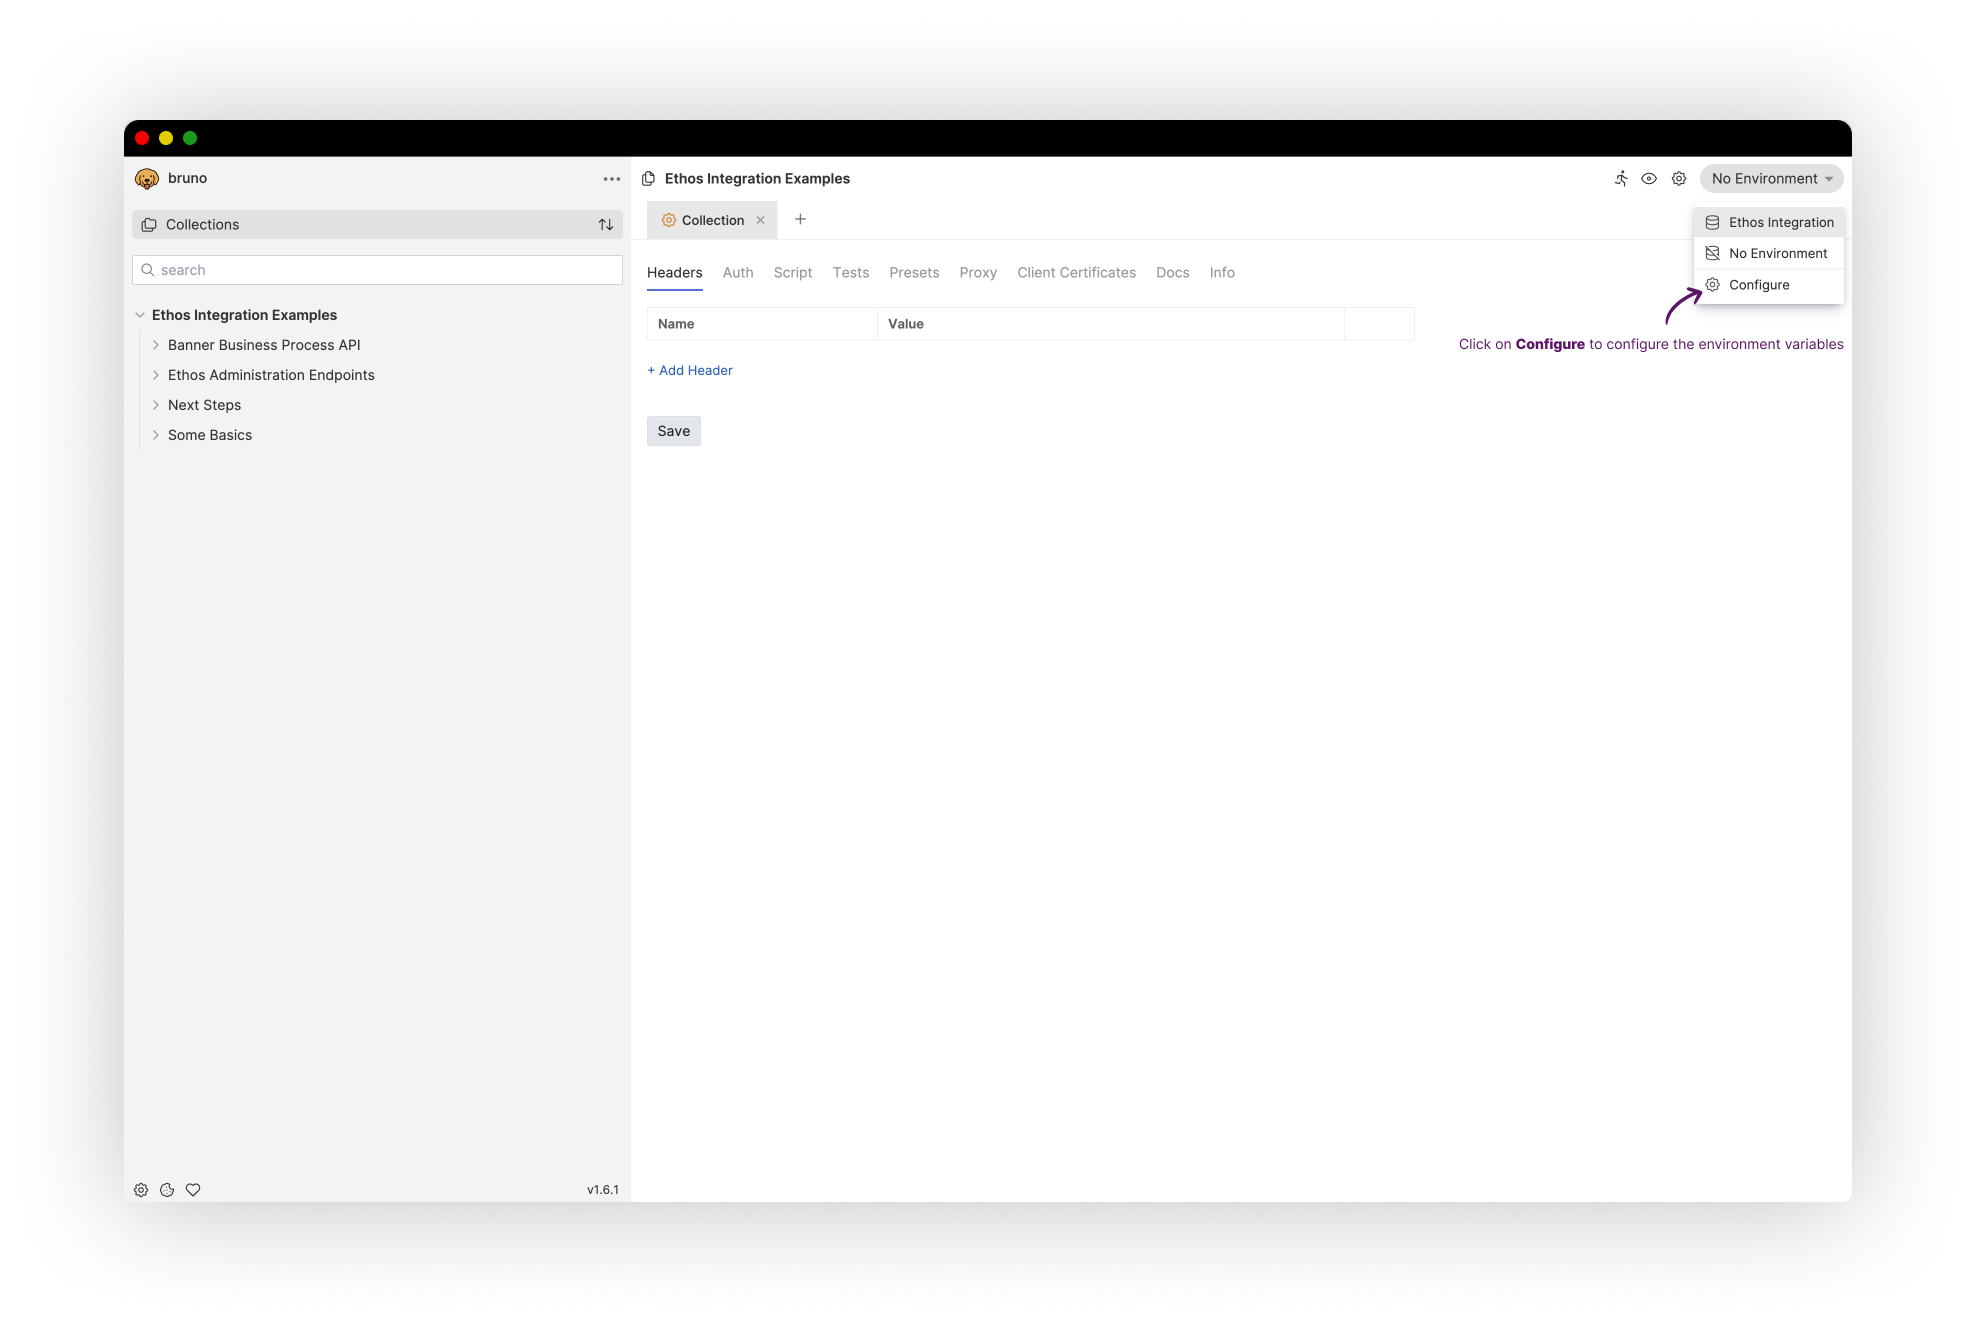 bruno
Collections
search
Ethos Integration Examples
Banner Business Process API
Ethos Administration Endpoints
Next Steps
Some Basics
v1.6.1
Ethos Integration Examples
No Environment
Collection
Ethos Integration
No Environment
Configure
Headers Auth Script Tests Presets Proxy Client Certificates Docs Info
Name Value
Click on Configure to configure the environment variables
+ Add Header
Save